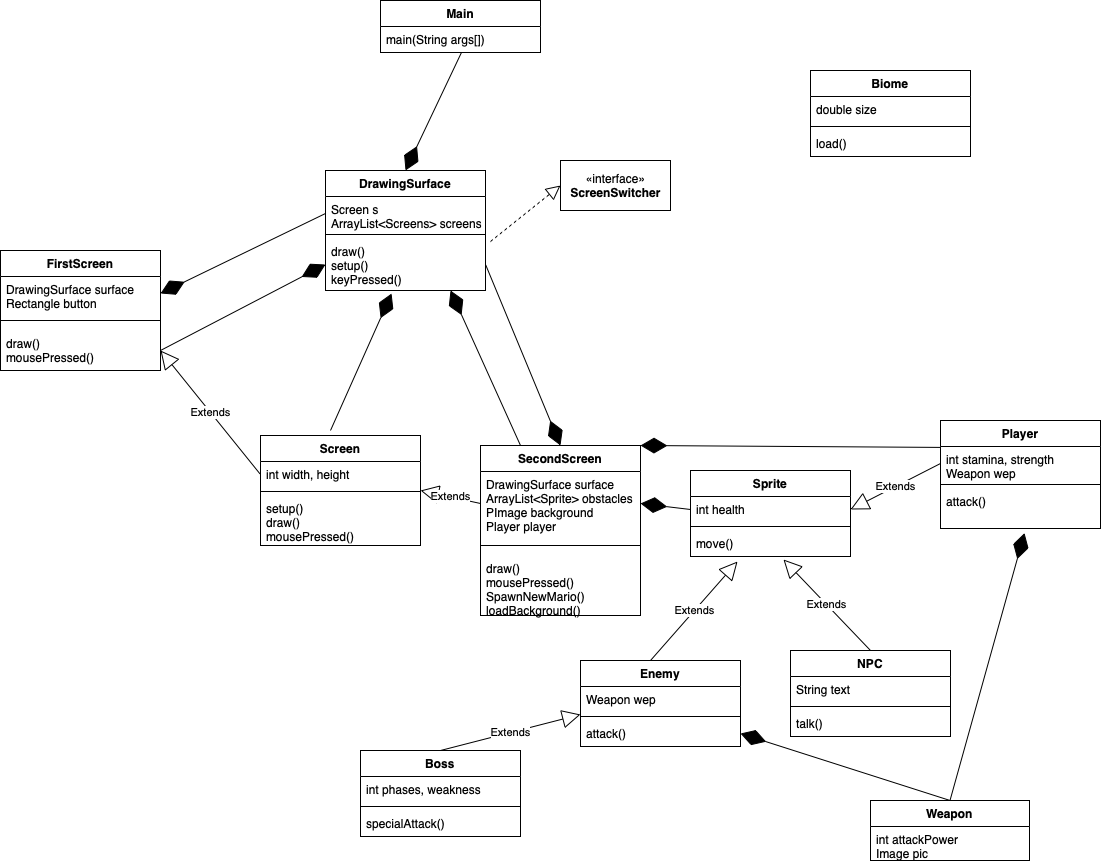 Main
main(String args[])
Biome
double size
load()
DrawingSurface
Screen s
ArrayList<Screens> screens
draw()
setup()
keyPressed()
«interface»
ScreenSwitcher
FirstScreen
DrawingSurface surface
Rectangle button
draw()
mousePressed()
Extends
Screen
int width, height
setup()
draw()
mousePressed()
Extends
SecondScreen
DrawingSurface surface
ArrayList<Sprite> obstacles
PImage background
Player player
draw()
mousePressed()
SpawnNewMario()
loadBackground()
Sprite
int health
move()
Extends
Player
int stamina, strength
Weapon wep
attack()
Extends
Extends
Enemy
Weapon wep
attack()
NPC
String text
talk()
Extends
Boss
int phases, weakness
specialAttack()
Weapon
int attackPower
Image pic